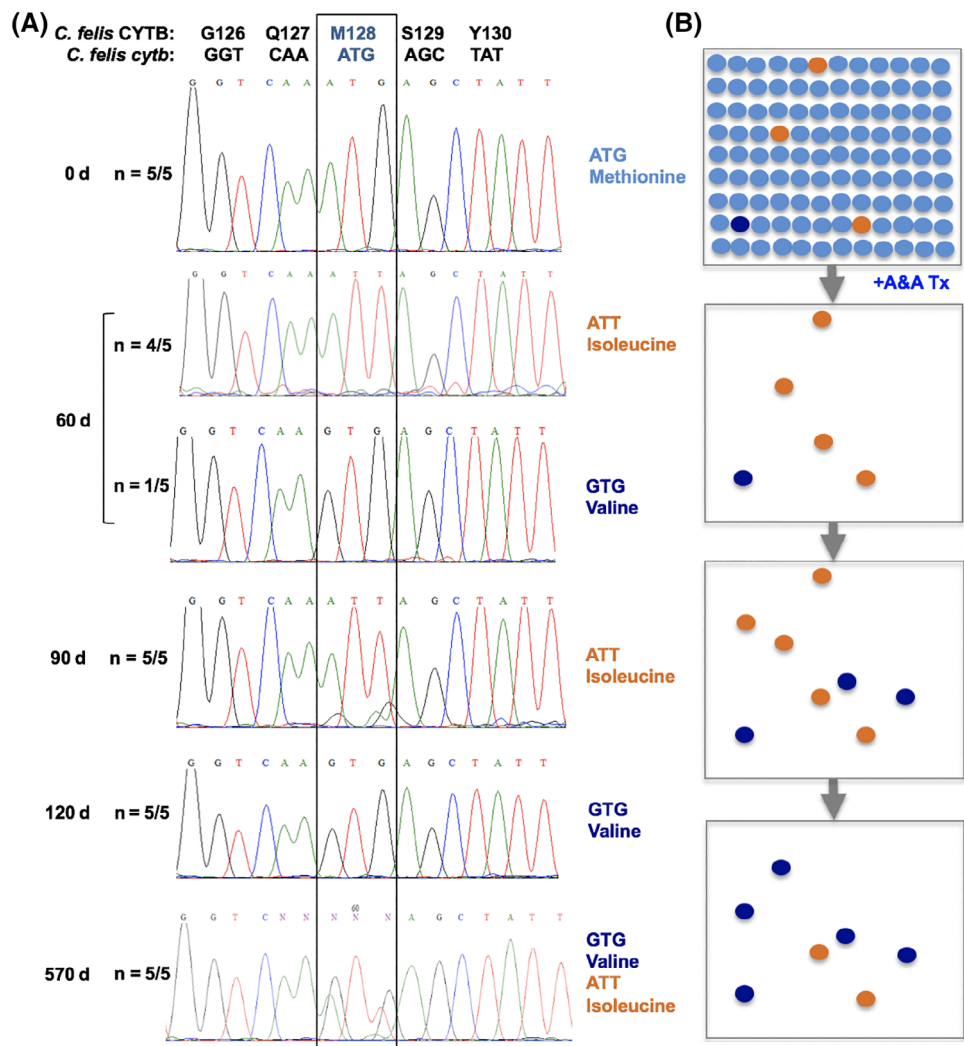 (A)
C. felis CYTB: G126 Q127 M128 S129 Y130
C. felis cytb: GGT CAA ATG AGC TAT
G G T C A A A T G A G C T A T T
0 d n = 5/5
ATG
Methionine
G G T C A A A T T A G C T A T T
n = 4/5
ATT
Isoleucine
60 d
G G T C A A G T G A G C T A T T
n = 1/5
GTG
Valine
G G T C A A A T T A G C T A T T
90 d n = 5/5
ATT
Isoleucine
G G T C A A G T G A G C T A T T
120 d n = 5/5
GTG
Valine
60
G G T C N N N N N A G C T A T T
570 d n = 5/5
GTG
Valine
ATT
Isoleucine
(B)
+A&A Tx